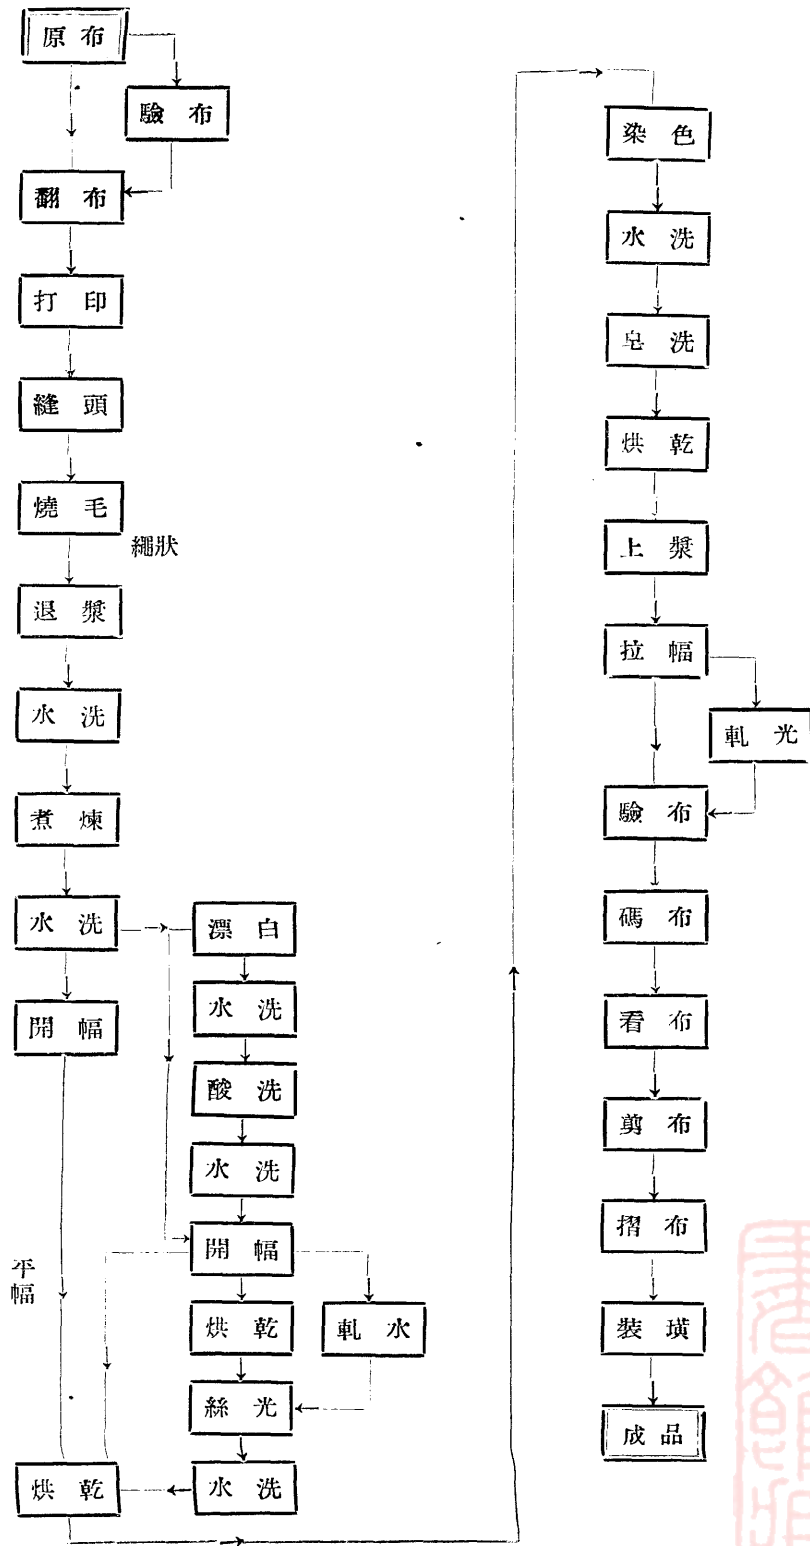 原布
驗布
翻布
打印
縫頭
燒毛
繩狀
退漿
水洗
煮煉
水洗
開幅
平幅
漂白
水洗
酸洗
水洗
開幅
烘乾
軋水
絲光
水洗
烘乾
染色
水洗
皂洗
烘乾
上漿
拉幅
軋光
驗布
碼布
看布
剪布
摺布
裝璜
成品